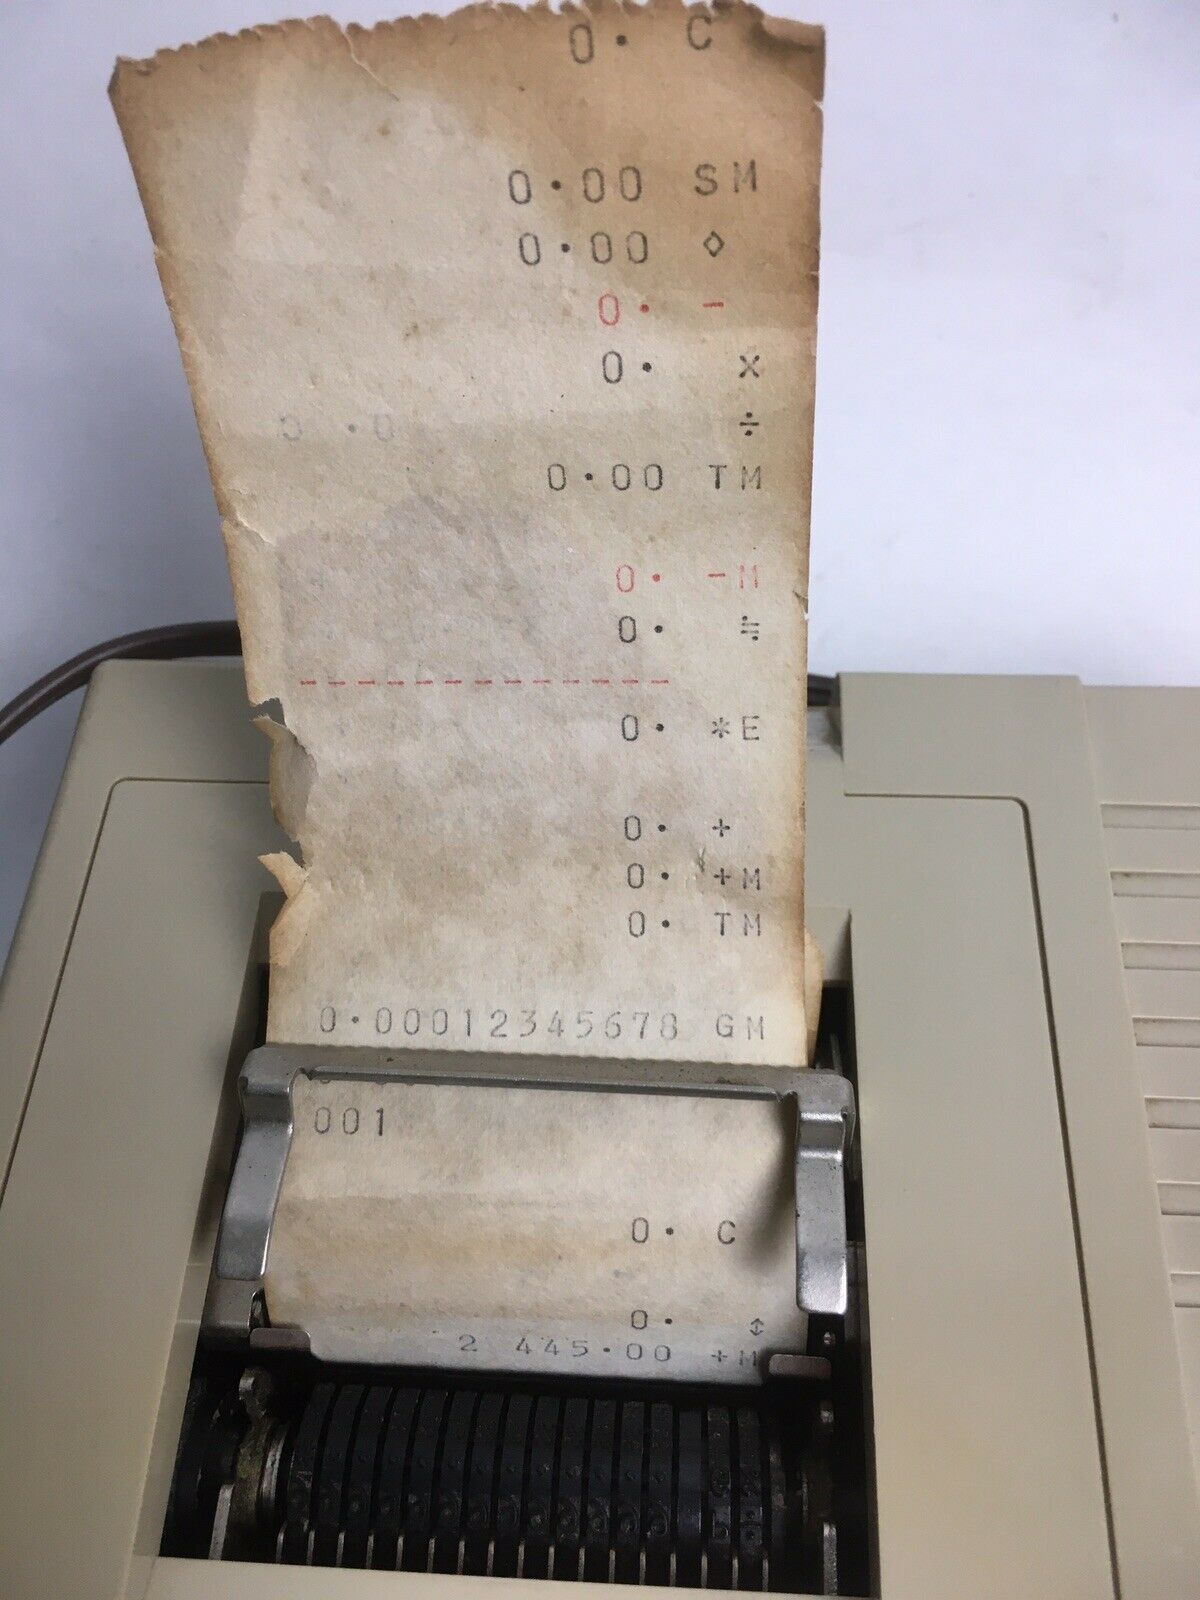 0. C
0.00 SM
0.00 ◇
0. -
0. x
÷
0.00 TM
0. -M
0. ≒
-------------
0. *E
0. +
0. +M
0. TM
0.00012345678 GM
001
0. C
0. ↕
2 445.00 +M